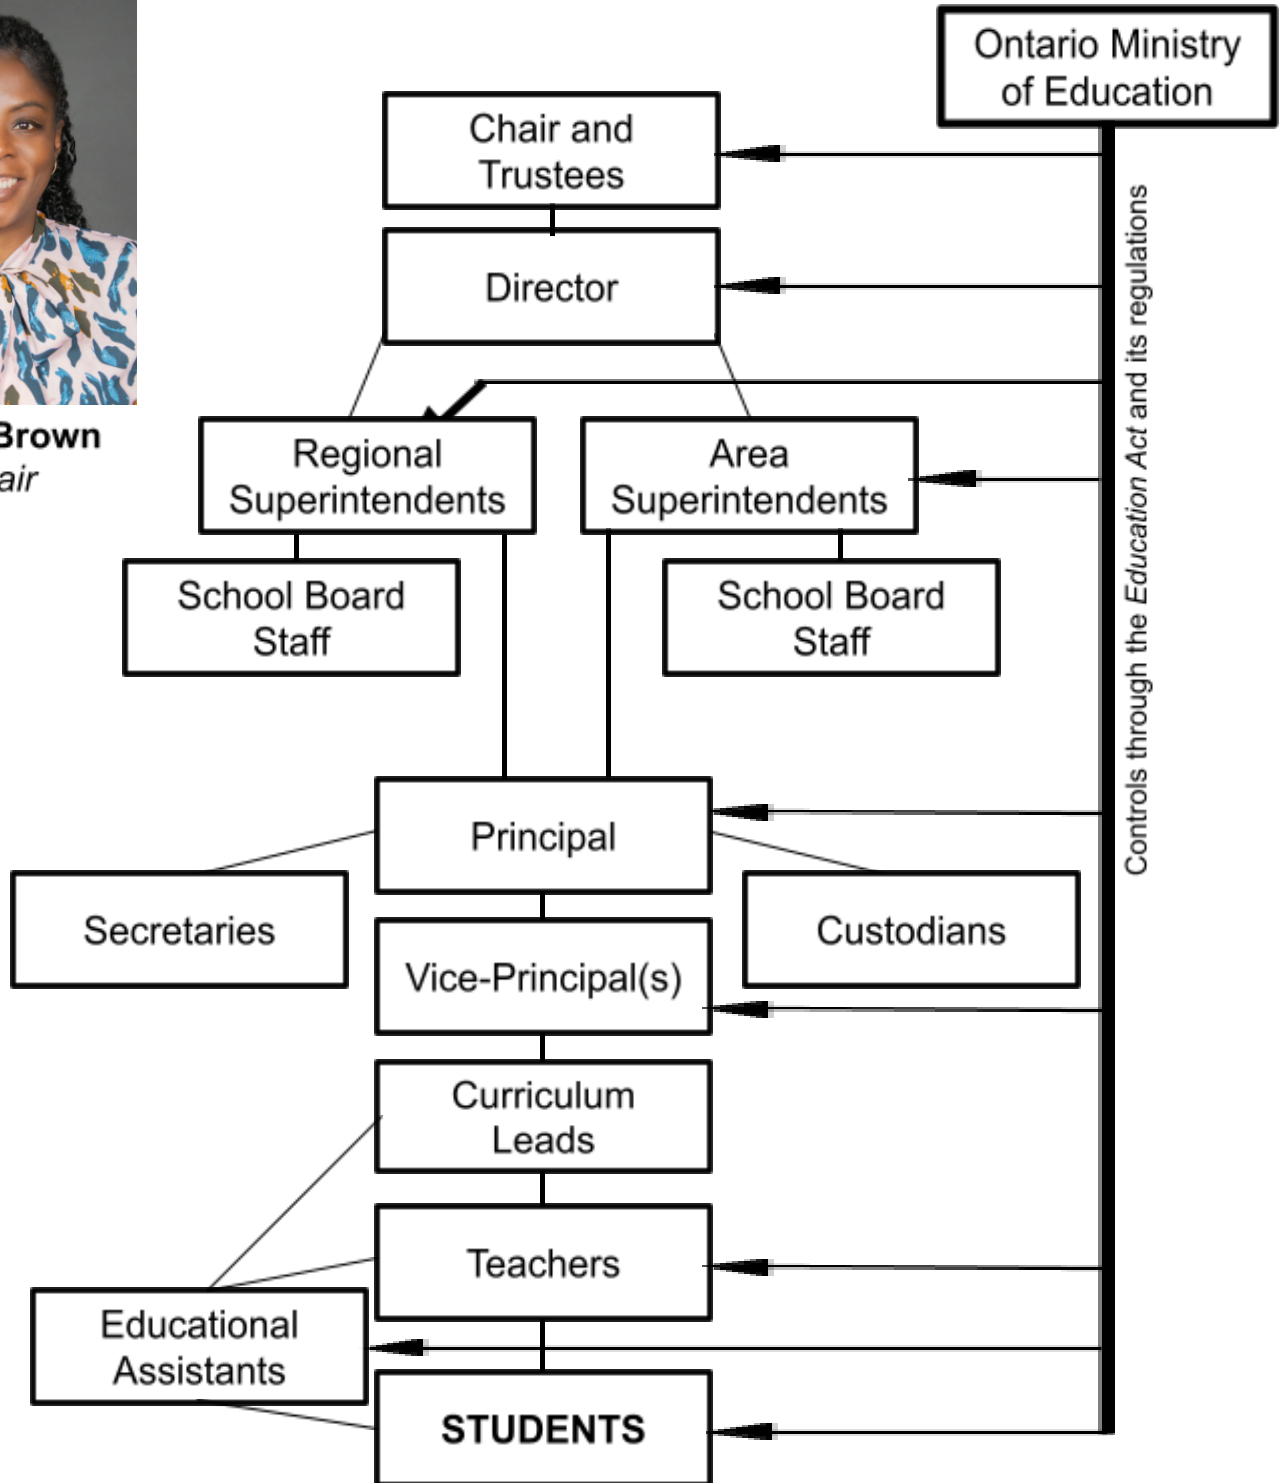 Ontario Ministry
of Education
Chair and
Trustees
Director
Brown
air
Regional
Superintendents
Area
Superintendents
School Board
Staff
School Board
Staff
Controls through the Education Act and its regulations
Principal
Secretaries
Custodians
Vice-Principal(s)
Curriculum
Leads
Teachers
Educational
Assistants
STUDENTS